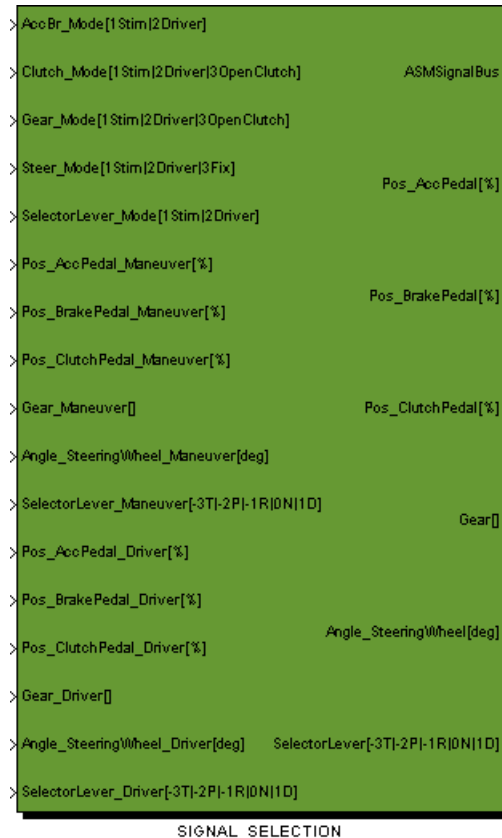 AccBr_Mode[1Stim|2Driver]
Clutch_Mode[1Stim|2Driver|3OpenClutch]
ASMSignalBus
Gear_Mode[1Stim|2Driver|3OpenClutch]
Steer_Mode[1Stim|2Driver|3Fix]
Pos_AccPedal[%]
SelectorLever_Mode[1Stim|2Driver]
Pos_AccPedal_Maneuver[%]
Pos_BrakePedal[%]
Pos_BrakePedal_Maneuver[%]
Pos_ClutchPedal_Maneuver[%]
Gear_Maneuver[]
Pos_ClutchPedal[%]
Angle_SteeringWheel_Maneuver[deg]
SelectorLever_Maneuver[-3T|-2P|-1R|0N|1D]
Gear[]
Pos_AccPedal_Driver[%]
Pos_BrakePedal_Driver[%]
Angle_SteeringWheel[deg]
Pos_ClutchPedal_Driver[%]
Gear_Driver[]
Angle_SteeringWheel_Driver[deg]
SelectorLever[-3T|-2P|-1R|0N|1D]
SelectorLever_Driver[-3T|-2P|-1R|0N|1D]
SIGNAL SELECTION